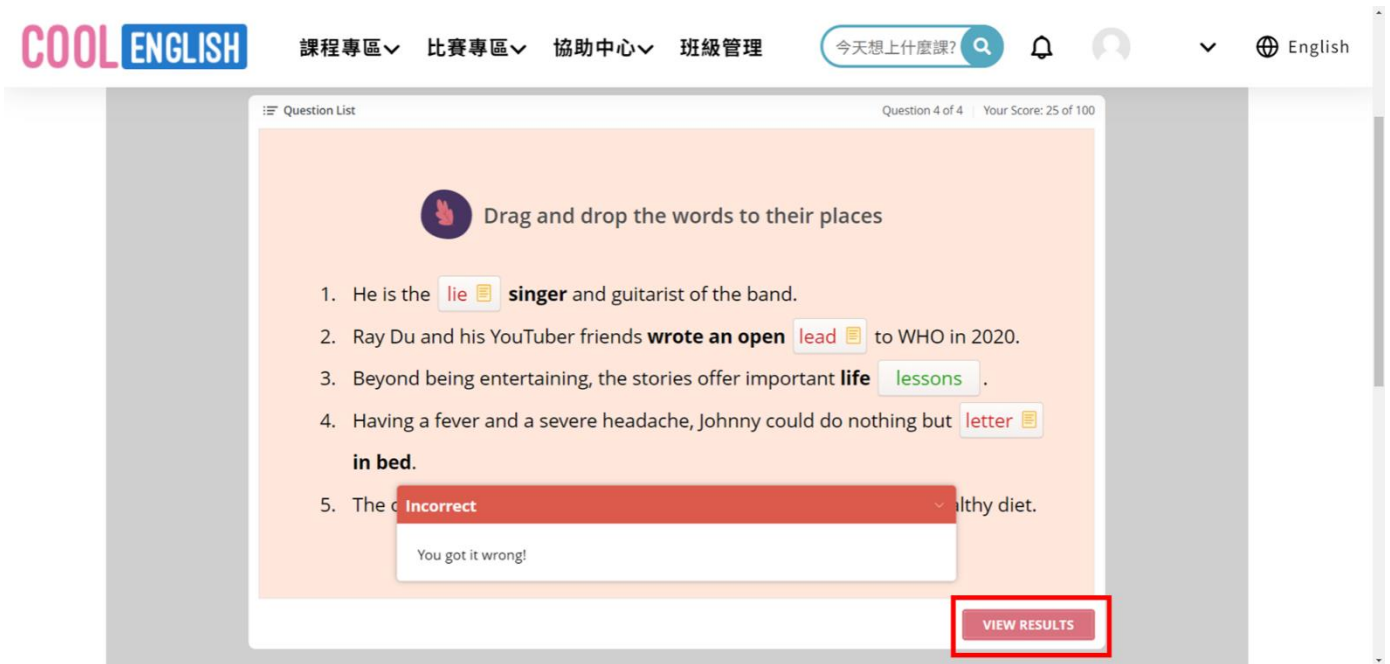 COOL ENGLISH 課程專區 比賽專區 協助中心 班級管理 今天想上什麼課? English
Question List Question 4 of 4 Your Score: 25 of 100
Drag and drop the words to their places
1. He is the lie singer and guitarist of the band.
2. Ray Du and his YouTuber friends wrote an open lead to WHO in 2020.
3. Beyond being entertaining, the stories offer important life lessons .
4. Having a fever and a severe headache, Johnny could do nothing but letter
in bed.
5. The althy diet.
Incorrect
You got it wrong!
VIEW RESULTS